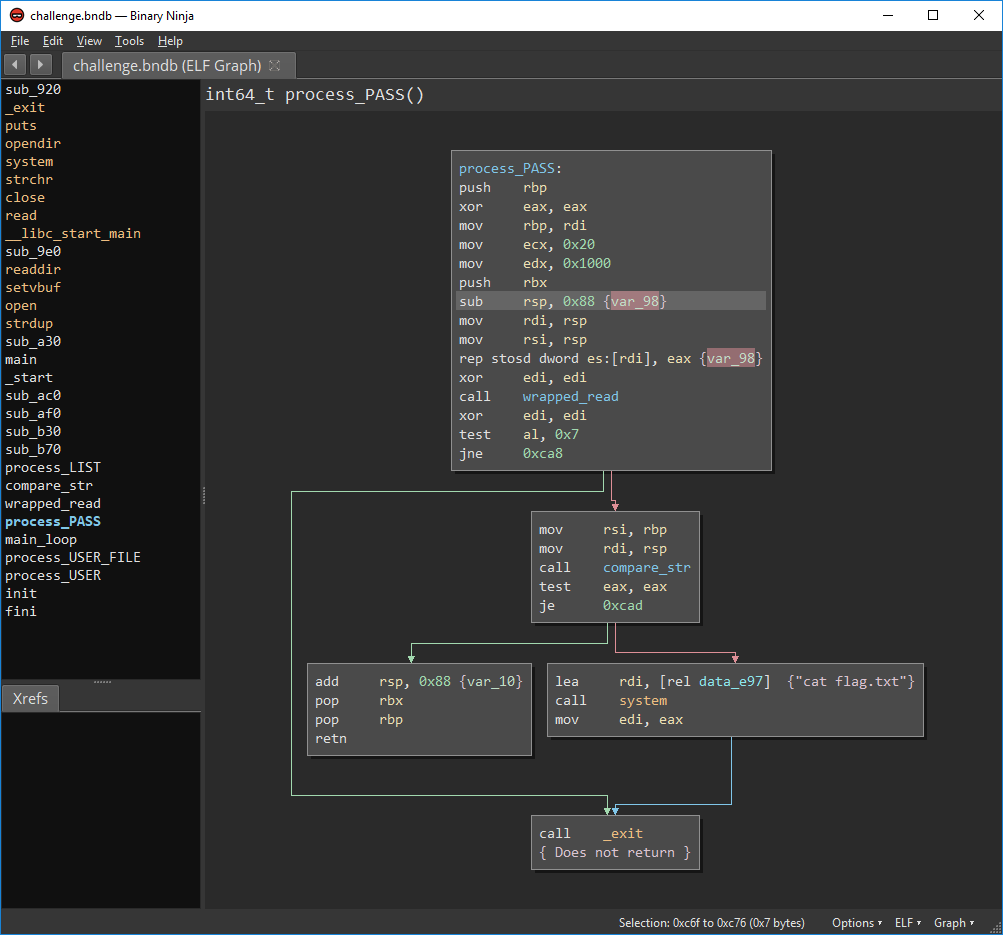 challenge.bndb — Binary Ninja
File Edit View Tools Help
challenge.bndb (ELF Graph)
sub_920
_exit
puts
opendir
system
strchr
close
read
__libc_start_main
sub_9e0
readdir
setvbuf
open
strdup
sub_a30
main
_start
sub_ac0
sub_af0
sub_b30
sub_b70
process_LIST
compare_str
wrapped_read
process_PASS
main_loop
process_USER_FILE
process_USER
init
fini
Xrefs
int64_t process_PASS()
process_PASS:
push rbp
xor eax, eax
mov rbp, rdi
mov ecx, 0x20
mov edx, 0x1000
push rbx
sub rsp, 0x88 {var_98}
mov rdi, rsp
mov rsi, rsp
rep stosd dword es:[rdi], eax {var_98}
xor edi, edi
call wrapped_read
xor edi, edi
test al, 0x7
jne 0xca8
mov rsi, rbp
mov rdi, rsp
call compare_str
test eax, eax
je 0xcad
add rsp, 0x88 {var_10}
pop rbx
pop rbp
retn
lea rdi, [rel data_e97] {"cat flag.txt"}
call system
mov edi, eax
call _exit
{ Does not return }
Selection: 0xc6f to 0xc76 (0x7 bytes) Options ELF Graph